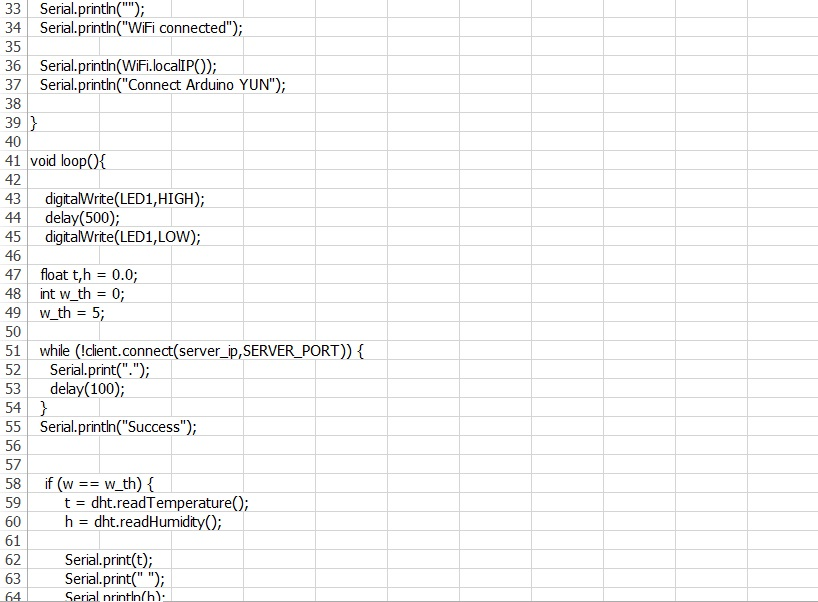 33 Serial.println("");
34 Serial.println("WiFi connected");
35
36 Serial.println(WiFi.localIP());
37 Serial.println("Connect Arduino YUN");
38
39 }
40
41 void loop(){
42
43 digitalWrite(LED1,HIGH);
44 delay(500);
45 digitalWrite(LED1,LOW);
46
47 float t,h = 0.0;
48 int w_th = 0;
49 w_th = 5;
50
51 while (!client.connect(server_ip,SERVER_PORT)) {
52 Serial.print(".");
53 delay(100);
54 }
55 Serial.println("Success");
56
57
58 if (w == w_th) {
59 t = dht.readTemperature();
60 h = dht.readHumidity();
61
62 Serial.print(t);
63 Serial.print(" ");
64 Serial.println(h);